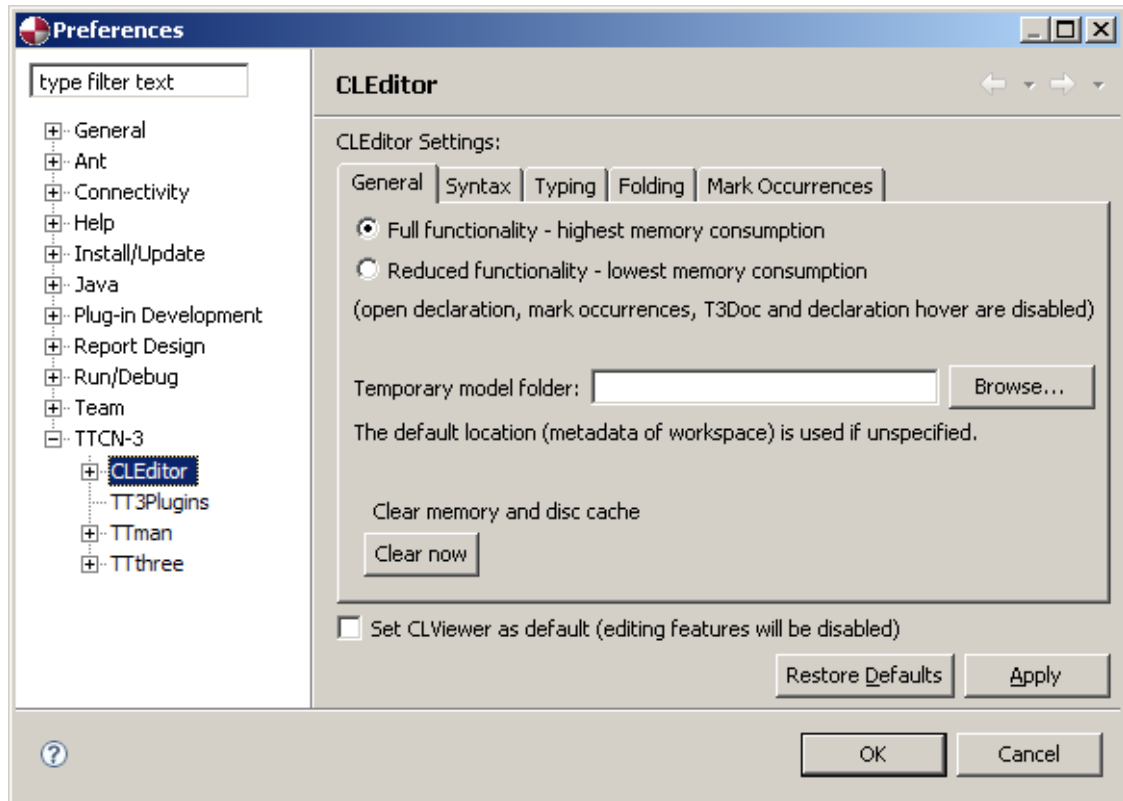 Preferences
type filter text
General
Ant
Connectivity
Help
Install/Update
Java
Plug-in Development
Report Design
Run/Debug
Team
TTCN-3
CLEditor
TT3Plugins
TTman
TTthree
CLEditor
CLEditor Settings:
General Syntax Typing Folding Mark Occurrences
Full functionality - highest memory consumption
Reduced functionality - lowest memory consumption
(open declaration, mark occurrences, T3Doc and declaration hover are disabled)
Temporary model folder: Browse...
The default location (metadata of workspace) is used if unspecified.
Clear memory and disc cache
Clear now
Set CLViewer as default (editing features will be disabled)
Restore Defaults Apply
? OK Cancel